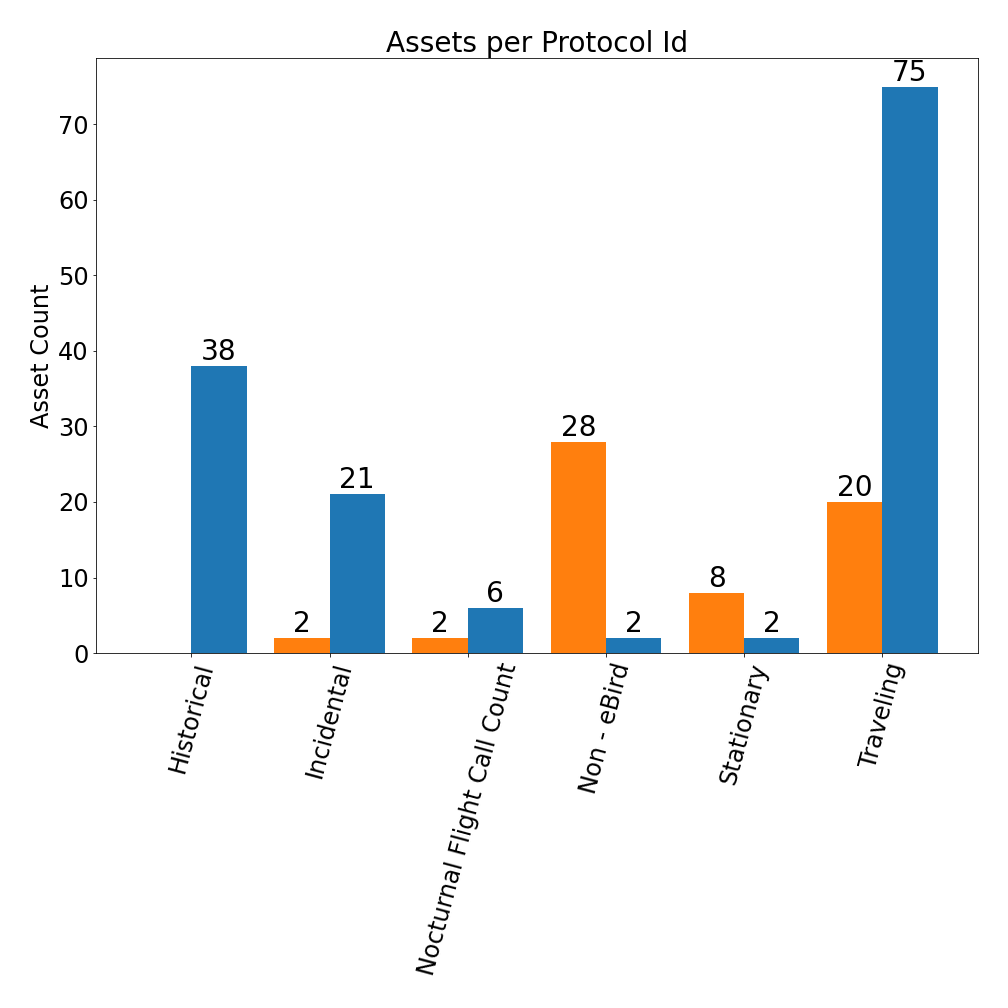 Assets per Protocol Id
Asset Count
70
60
50
40
30
20
10
0
38
2
21
2
6
28
2
8
2
20
75
Historical
Incidental
Nocturnal Flight Call Count
Non - eBird
Stationary
Traveling